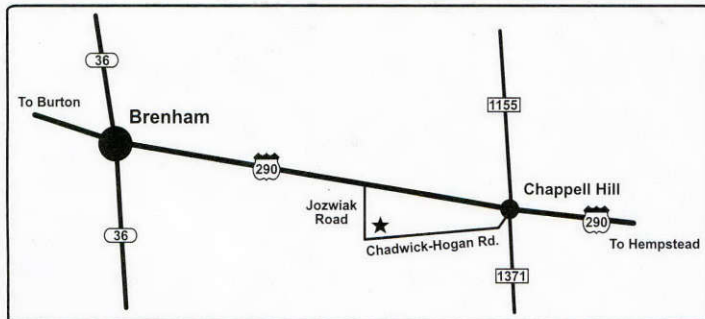 36
To Burton
Brenham
1155
290
Chappell Hill
Jozwiak
Road
290
36
Chadwick-Hogan Rd.
To Hempstead
1371